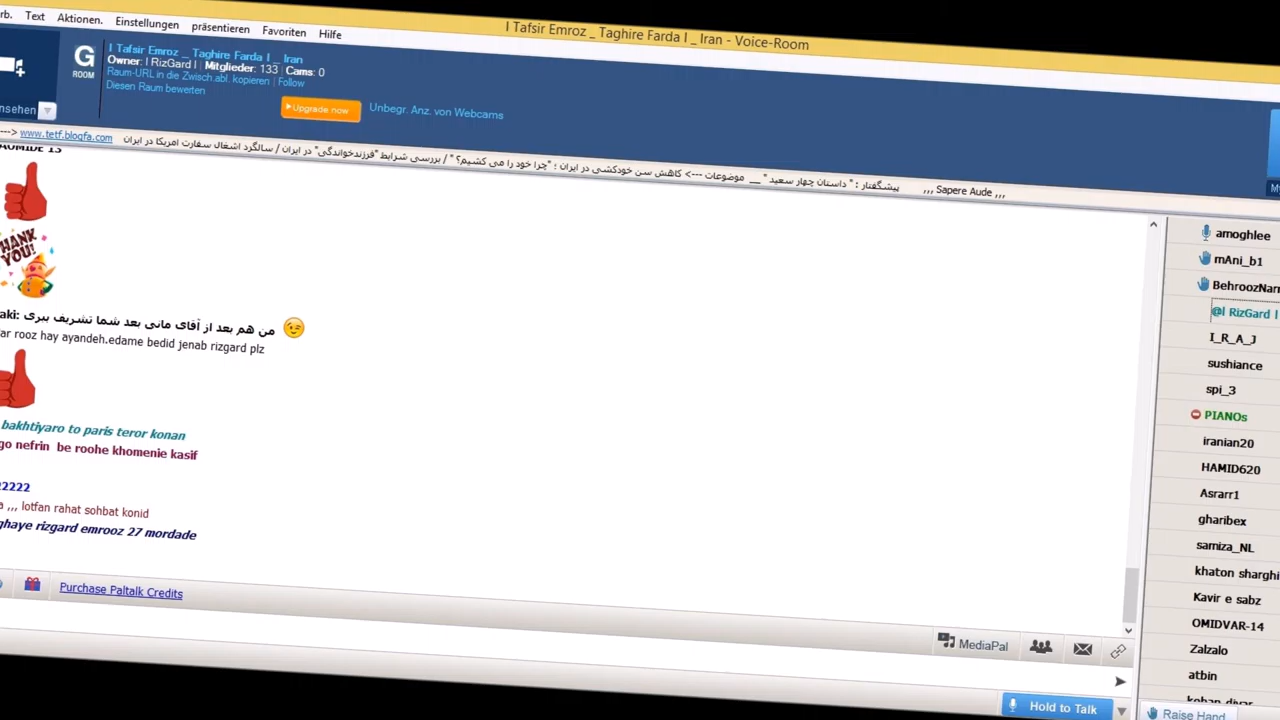 Text Aktionen. Einstellungen präsentieren Favoriten Hilfe
I Tafsir Emroz _ Taghire Farda I _ Iran - Voice-Room
G
ROOM
I Tafsir Emroz _ Taghire Farda I _ Iran
Owner: I RizGard I | Mitglieder: 133 | Cams: 0
Raum-URL in die Zwisch.abl. kopieren | Follow
Diesen Raum bewerten
Upgrade now
Unbegr. Anz. von Webcams
---> www.tetf.blogfa.com
,,, Sapere Aude ,,, پیشگفتار : " داستان چهار سعید " __ موضوعات ---> کاهش سن خودکشی در ایران ؛ "چرا خود را می کشیم؟ " / بررسی شرایط "فرزندخواندگی" در ایران / سالگرد اشغال سفارت امریکا در ایران
THANK YOU!
aki: من هم بعد از آقای مانی بعد شما تشریف ببری
ar rooz hay ayandeh.edame bedid jenab rizgard plz
bakhtiyaro to paris teror konan
go nefrin be roohe khomenie kasif
22222
a ,,, lotfan rahat sohbat konid
ghaye rizgard emrooz 27 mordade
Purchase Paltalk Credits
MediaPal
Hold to Talk
amoghlee
mAni_b1
BehroozNar
@I RizGard I
I_R_A_J
sushiance
spi_3
PIANOs
iranian20
HAMID620
Asrarr1
gharibex
samiza_NL
khaton sharghi
Kavir e sabz
OMIDVAR-14
Zalzalo
atbin
Raise Hand